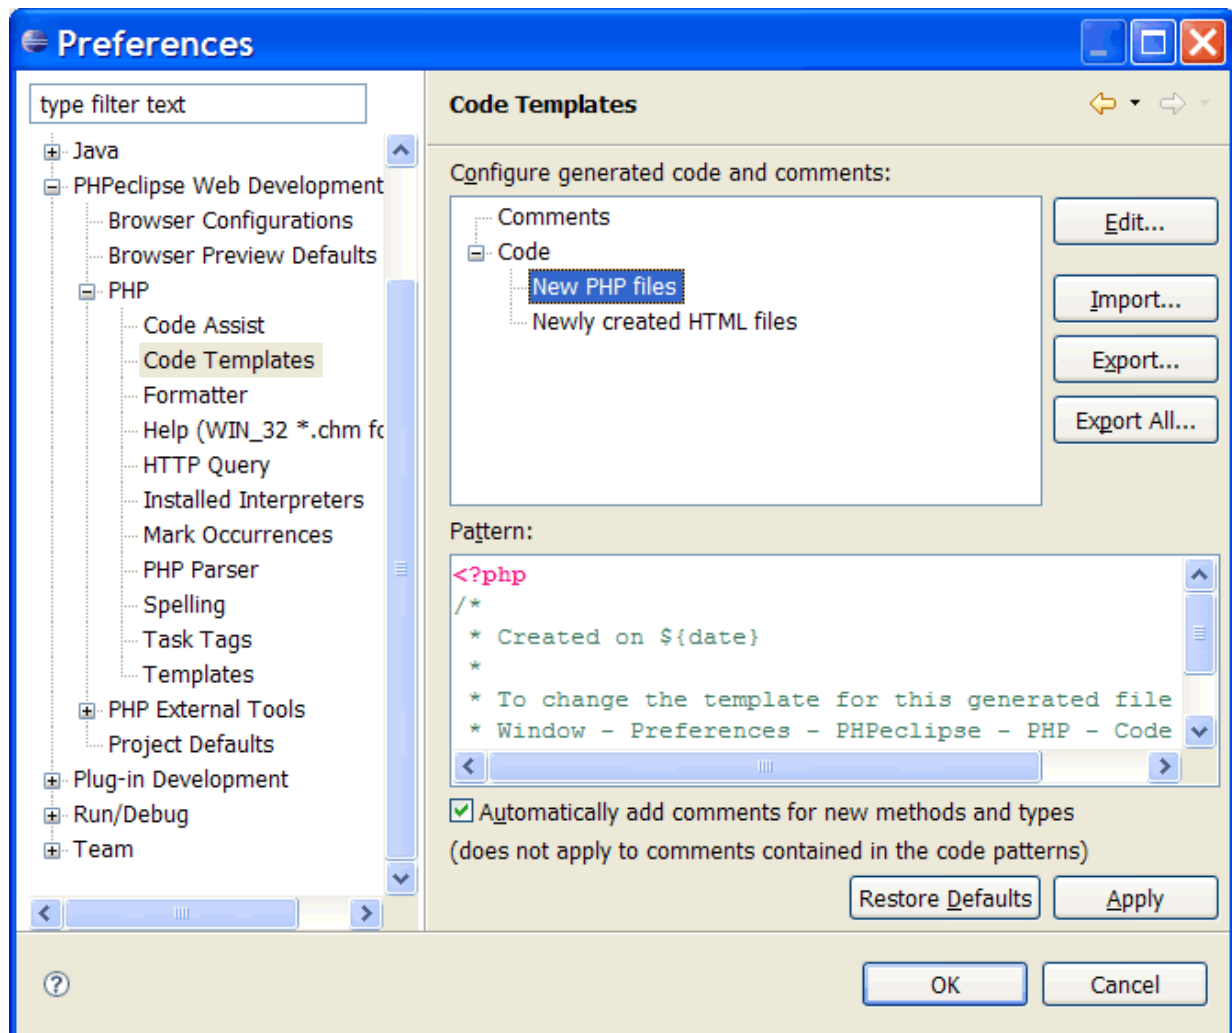 Preferences
type filter text
Java
PHPeclipse Web Development
Browser Configurations
Browser Preview Defaults
PHP
Code Assist
Code Templates
Formatter
Help (WIN_32 *.chm fo
HTTP Query
Installed Interpreters
Mark Occurrences
PHP Parser
Spelling
Task Tags
Templates
PHP External Tools
Project Defaults
Plug-in Development
Run/Debug
Team
Code Templates
Configure generated code and comments:
Comments
Code
New PHP files
Newly created HTML files
Edit...
Import...
Export...
Export All...
Pattern:
<?php
/*
 * Created on ${date}
 *
 * To change the template for this generated file
 * Window - Preferences - PHPeclipse - PHP - Code
Automatically add comments for new methods and types
(does not apply to comments contained in the code patterns)
Restore Defaults
Apply
?
OK
Cancel